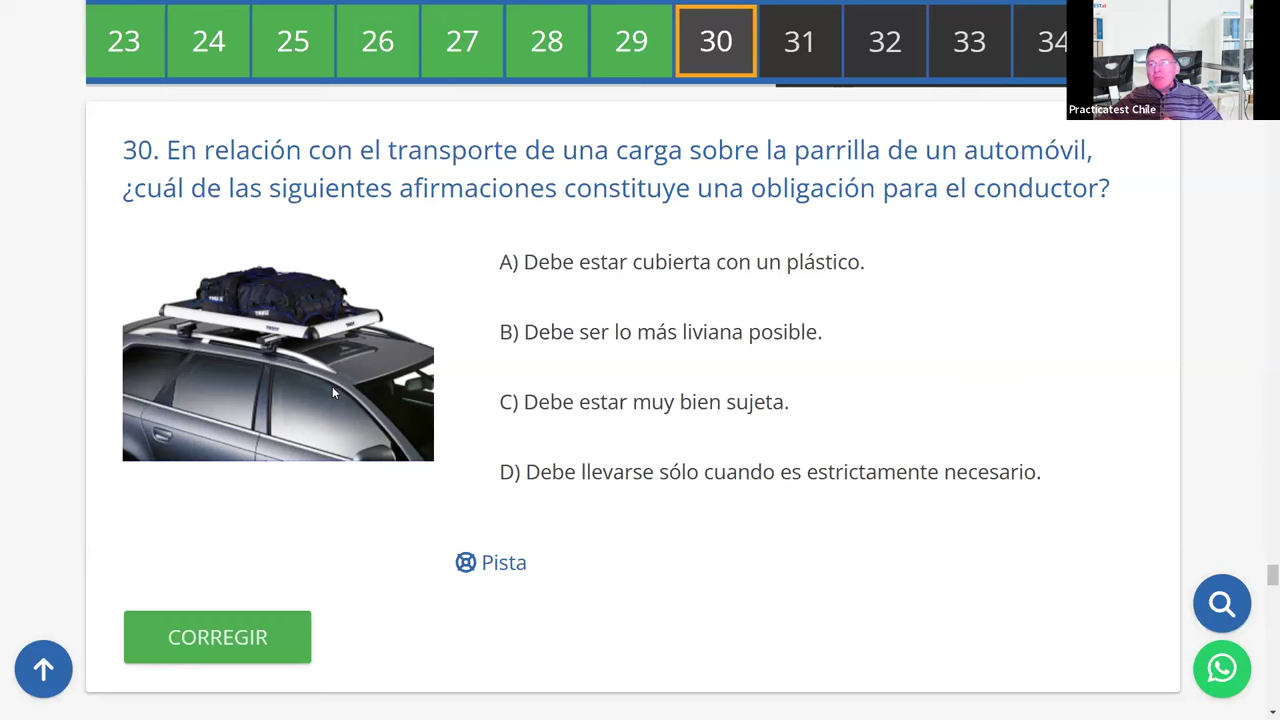 23 24 25 26 27 28 29 30 31 32 33 34
Practicatest Chile
30. En relación con el transporte de una carga sobre la parrilla de un automóvil,
¿cuál de las siguientes afirmaciones constituye una obligación para el conductor?
A) Debe estar cubierta con un plástico.
B) Debe ser lo más liviana posible.
C) Debe estar muy bien sujeta.
D) Debe llevarse sólo cuando es estrictamente necesario.
Pista
CORREGIR